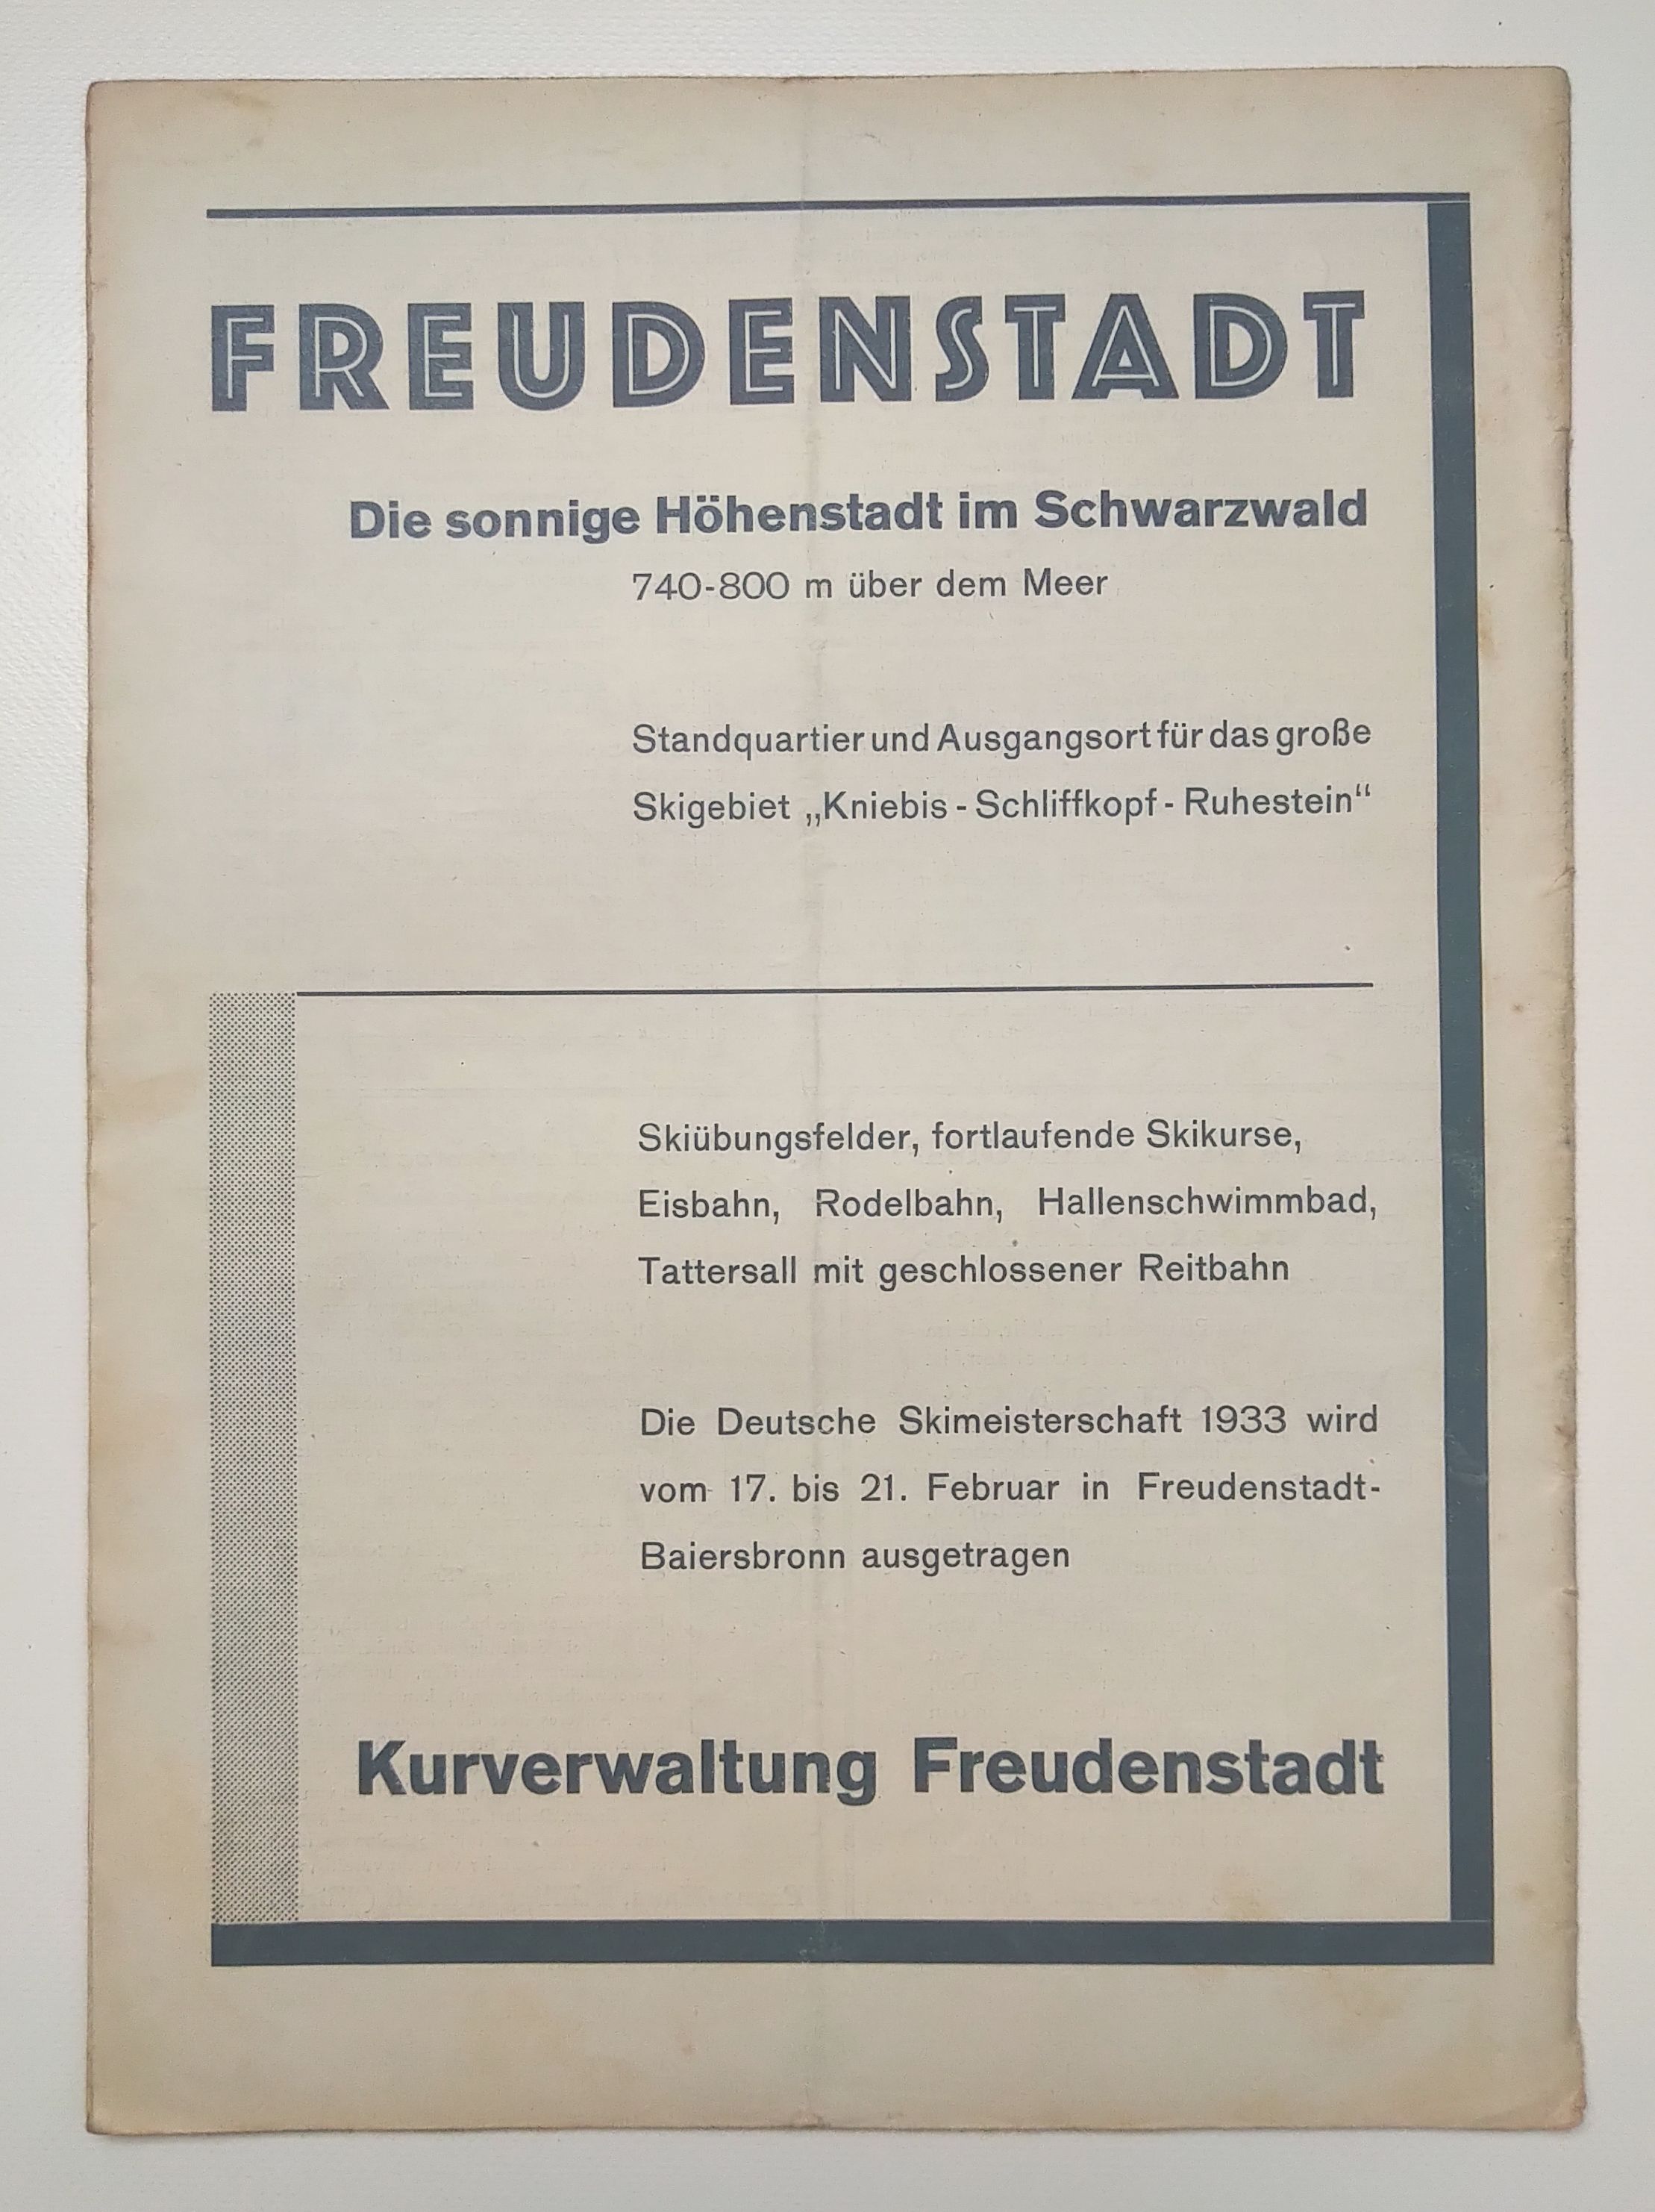 FREUDENSTADT
Die sonnige Höhenstadt im Schwarzwald
740-800 m über dem Meer
Standquartier und Ausgangsort für das große
Skigebiet „Kniebis - Schliffkopf - Ruhestein“
Skiübungsfelder, fortlaufende Skikurse,
Eisbahn, Rodelbahn, Hallenschwimmbad,
Tattersall mit geschlossener Reitbahn
Die Deutsche Skimeisterschaft 1933 wird
vom 17. bis 21. Februar in Freudenstadt-
Baiersbronn ausgetragen
Kurverwaltung Freudenstadt